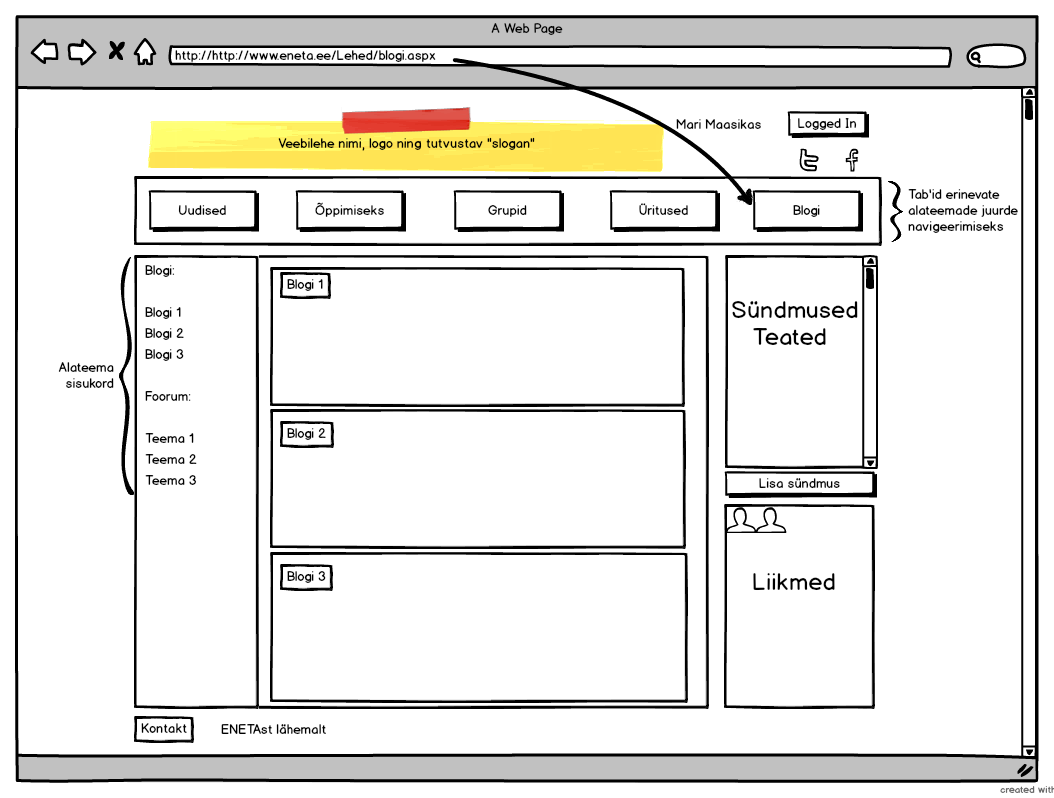 A Web Page
http://http://www.eneta.ee/Lehed/blogi.aspx
Veebilehe nimi, logo ning tutvustav "slogan"
Mari Maasikas
Logged In
Uudised
Õppimiseks
Grupid
Üritused
Blogi
Tab'id erinevate
alateemade juurde
navigeerimiseks
Alateema
sisukord
Blogi:
Blogi 1
Blogi 2
Blogi 3
Foorum:
Teema 1
Teema 2
Teema 3
Blogi 1
Blogi 2
Blogi 3
Sündmused
Teated
Lisa sündmus
Liikmed
Kontakt
ENETAst lähemalt
created with